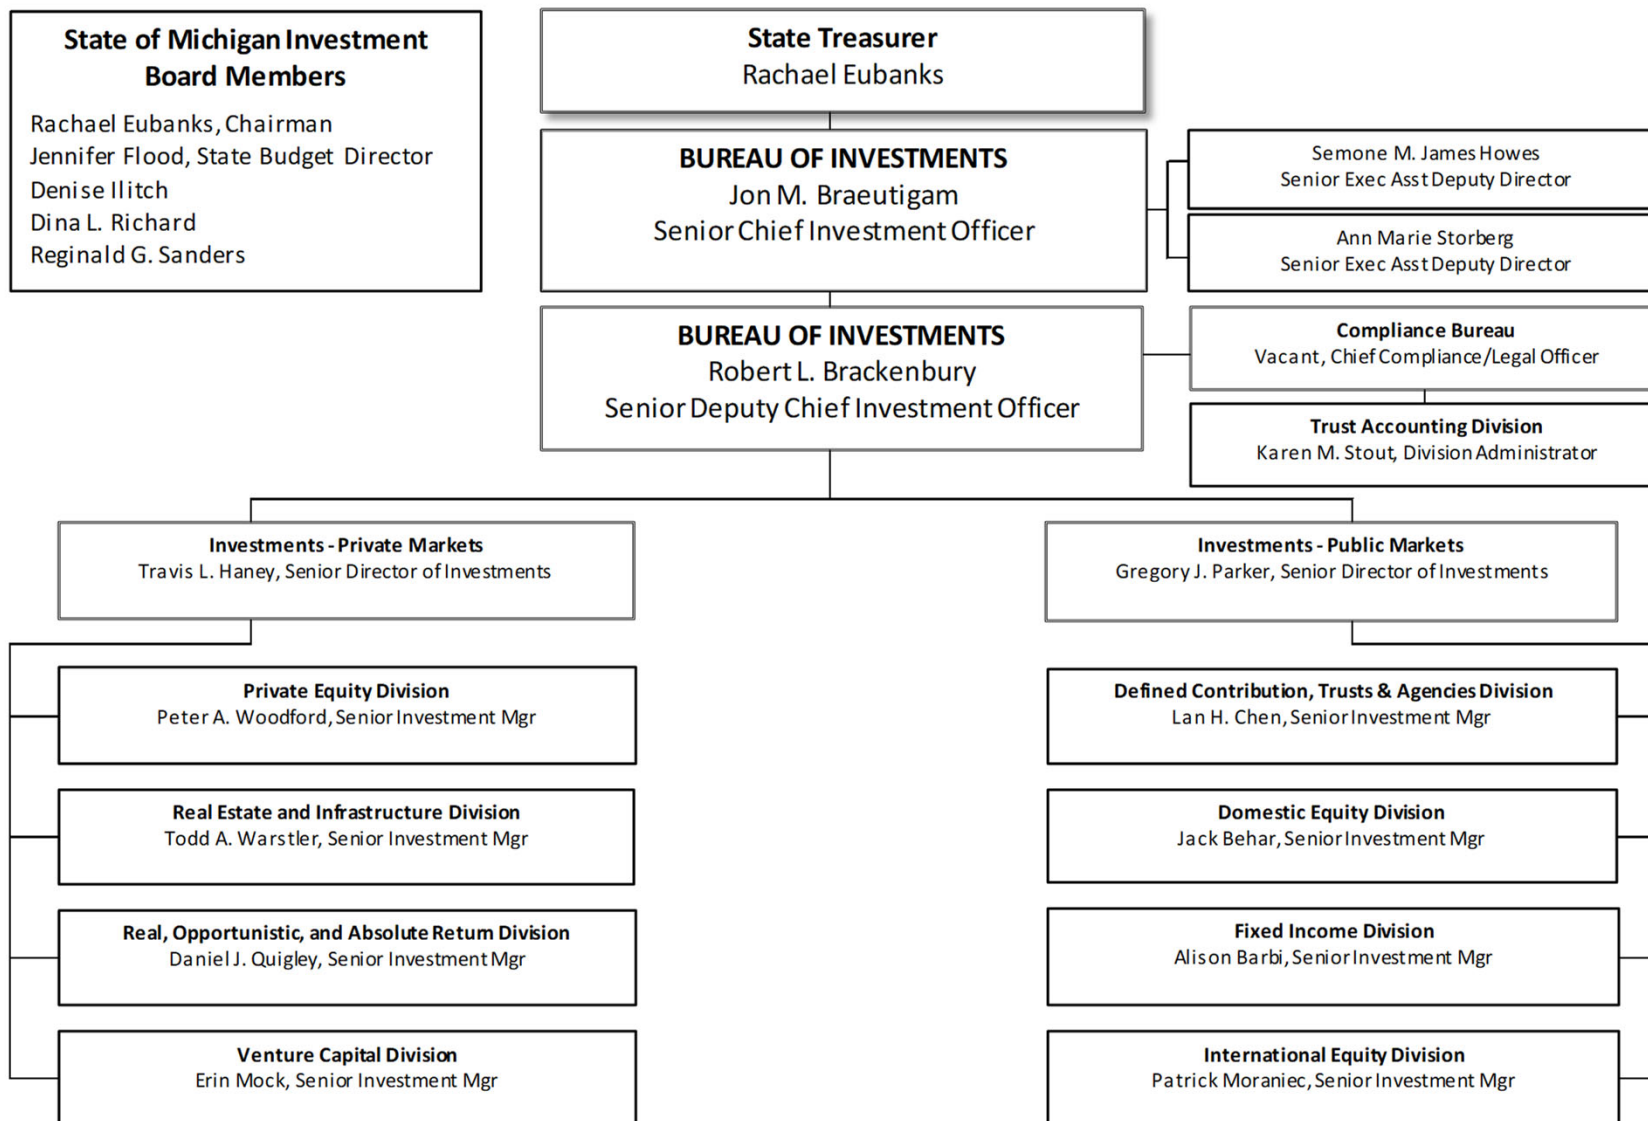 State of Michigan Investment
Board Members
Rachael Eubanks, Chairman
Jennifer Flood, State Budget Director
Denise Ilitch
Dina L. Richard
Reginald G. Sanders
State Treasurer
Rachael Eubanks
BUREAU OF INVESTMENTS
Jon M. Braeutigam
Senior Chief Investment Officer
Semone M. James Howes
Senior Exec Asst Deputy Director
Ann Marie Storberg
Senior Exec Asst Deputy Director
BUREAU OF INVESTMENTS
Robert L. Brackenbury
Senior Deputy Chief Investment Officer
Compliance Bureau
Vacant, Chief Compliance/Legal Officer
Trust Accounting Division
Karen M. Stout, Division Administrator
Investments - Private Markets
Travis L. Haney, Senior Director of Investments
Investments - Public Markets
Gregory J. Parker, Senior Director of Investments
Private Equity Division
Peter A. Woodford, Senior Investment Mgr
Real Estate and Infrastructure Division
Todd A. Warstler, Senior Investment Mgr
Real, Opportunistic, and Absolute Return Division
Daniel J. Quigley, Senior Investment Mgr
Venture Capital Division
Erin Mock, Senior Investment Mgr
Defined Contribution, Trusts & Agencies Division
Lan H. Chen, Senior Investment Mgr
Domestic Equity Division
Jack Behar, Senior Investment Mgr
Fixed Income Division
Alison Barbi, Senior Investment Mgr
International Equity Division
Patrick Moraniec, Senior Investment Mgr